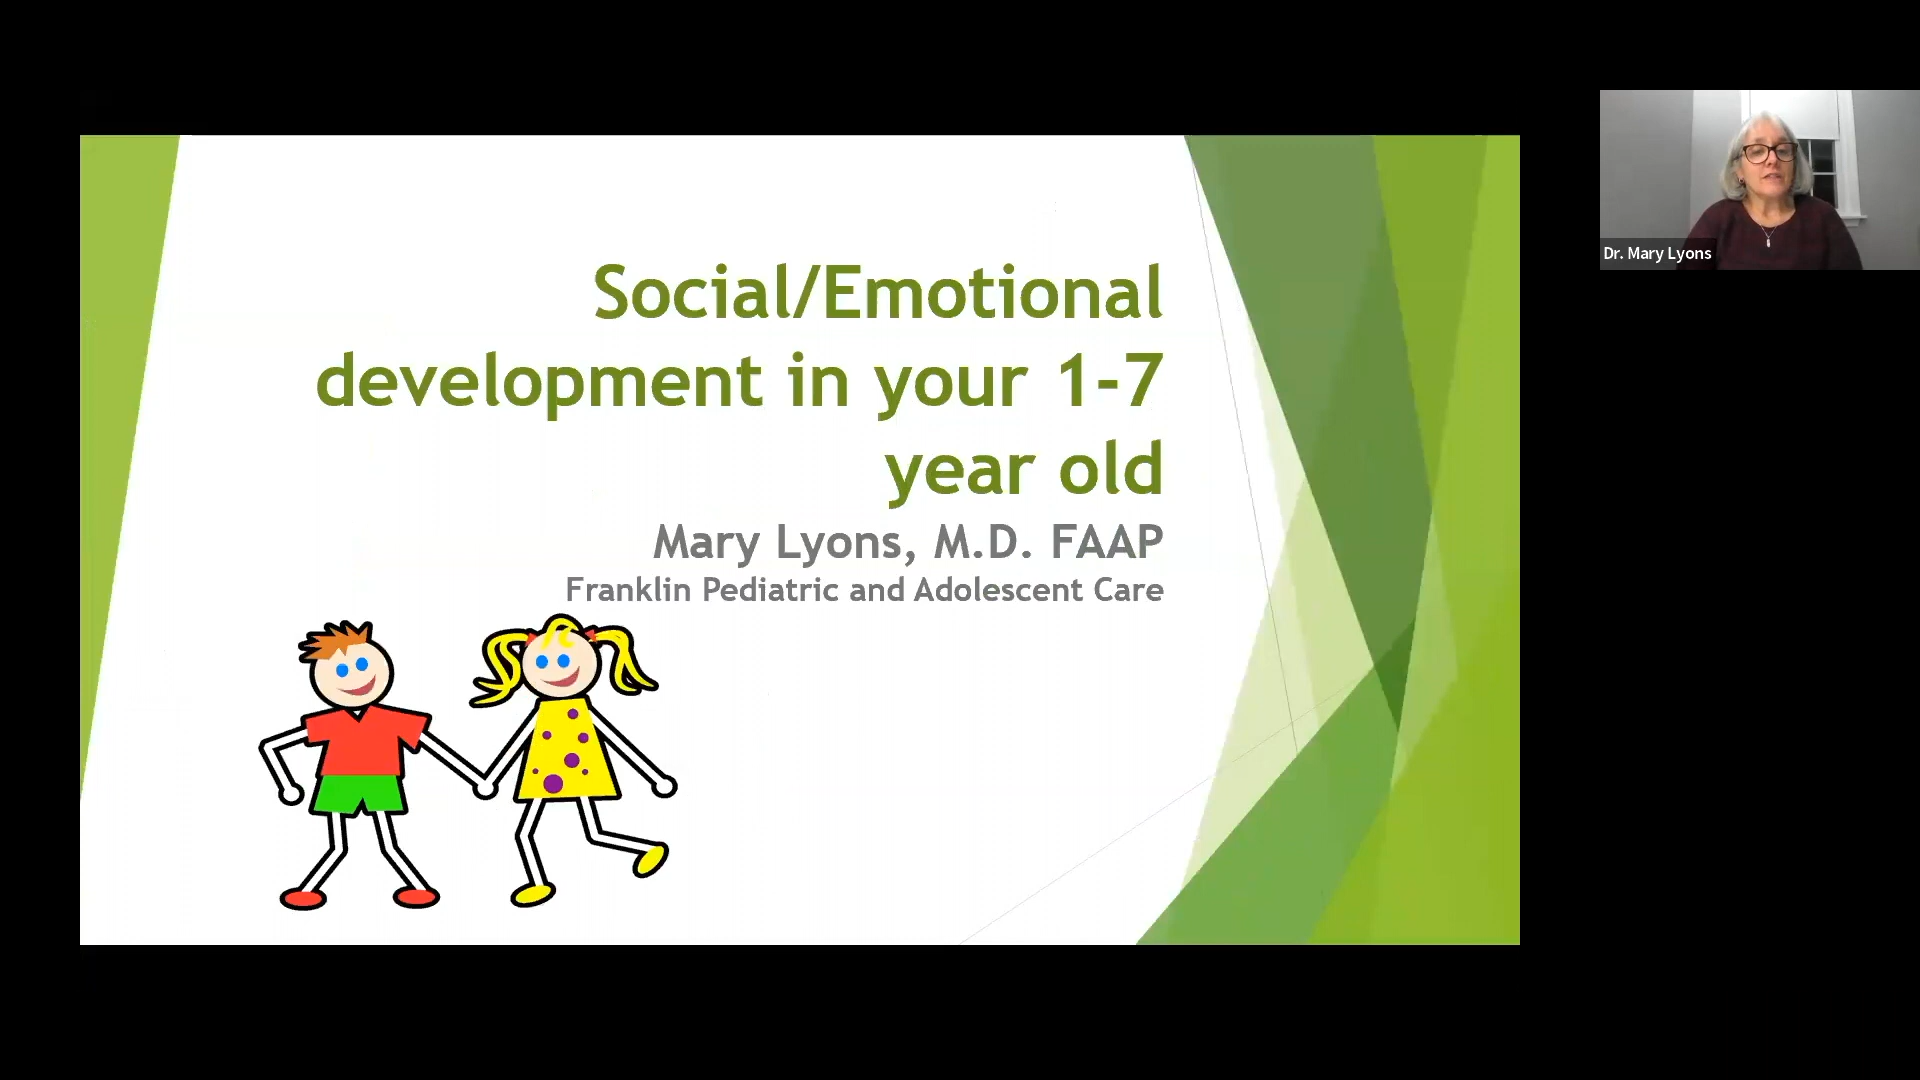 Social/Emotional
development in your 1-7
year old
Mary Lyons, M.D. FAAP
Franklin Pediatric and Adolescent Care
Dr. Mary Lyons